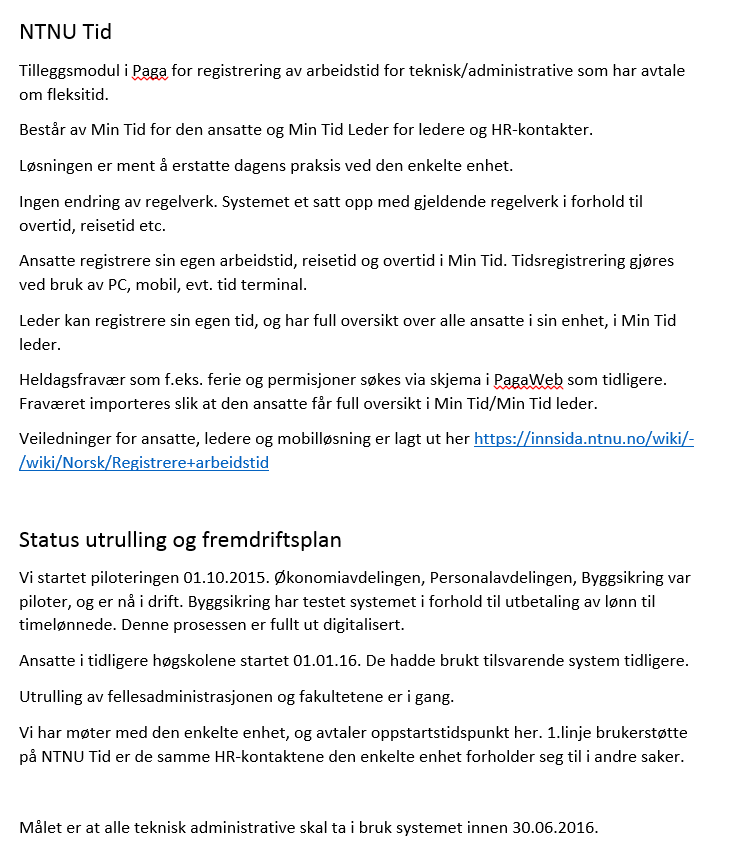 NTNU Tid
Tilleggsmodul i Paga for registrering av arbeidstid for teknisk/administrative som har avtale
om fleksitid.
Består av Min Tid for den ansatte og Min Tid Leder for ledere og HR-kontakter.
Løsningen er ment å erstatte dagens praksis ved den enkelte enhet.
Ingen endring av regelverk. Systemet et satt opp med gjeldende regelverk i forhold til
overtid, reisetid etc.
Ansatte registrere sin egen arbeidstid, reisetid og overtid i Min Tid. Tidsregistrering gjøres
ved bruk av PC, mobil, evt. tid terminal.
Leder kan registrere sin egen tid, og har full oversikt over alle ansatte i sin enhet, i Min Tid
leder.
Heldagsfravær som f.eks. ferie og permisjoner søkes via skjema i PagaWeb som tidligere.
Fraværet importeres slik at den ansatte får full oversikt i Min Tid/Min Tid leder.
Veiledninger for ansatte, ledere og mobilløsning er lagt ut her https://innsida.ntnu.no/wiki/-
/wiki/Norsk/Registrere+arbeidstid
Status utrulling og fremdriftsplan
Vi startet piloteringen 01.10.2015. Økonomiavdelingen, Personalavdelingen, Byggsikring var
piloter, og er nå i drift. Byggsikring har testet systemet i forhold til utbetaling av lønn til
timelønnede. Denne prosessen er fullt ut digitalisert.
Ansatte i tidligere høgskolene startet 01.01.16. De hadde brukt tilsvarende system tidligere.
Utrulling av fellesadministrasjonen og fakultetene er i gang.
Vi har møter med den enkelte enhet, og avtaler oppstartstidspunkt her. 1.linje brukerstøtte
på NTNU Tid er de samme HR-kontaktene den enkelte enhet forholder seg til i andre saker.
Målet er at alle teknisk administrative skal ta i bruk systemet innen 30.06.2016.